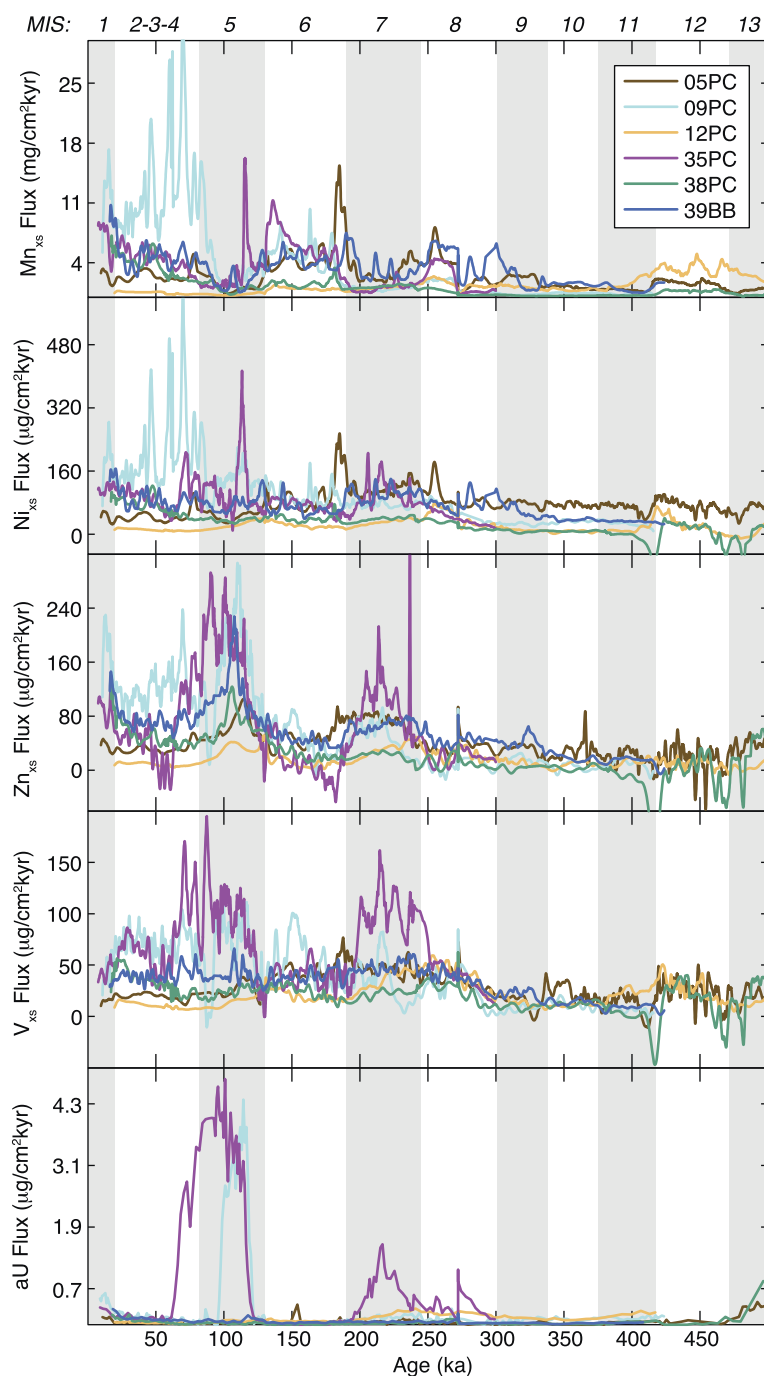 MIS: 1 2-3-4 5 6 7 8 9 10 11 12 13
Mnxs Flux (mg/cm2kyr)
25
18
11
4
05PC
09PC
12PC
35PC
38PC
39BB
Nixs Flux (µg/cm2kyr)
480
320
160
0
Znxs Flux (µg/cm2kyr)
240
160
80
0
Vxs Flux (µg/cm2kyr)
150
100
50
0
aU Flux (µg/cm2kyr)
4.3
3.1
1.9
0.7
50 100 150 200 250 300 350 400 450
Age (ka)